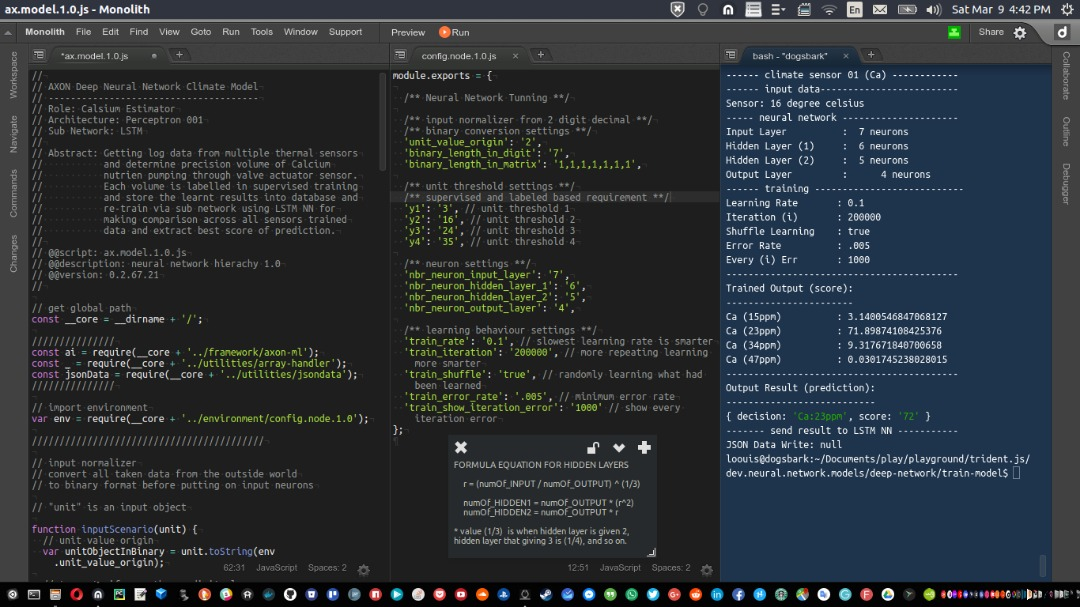 ax.model.1.0.js - Monolith
En
Sat Mar 9 4:42 PM
Monolith File Edit Find View Goto Run Tools Window Support Preview Run Share
Workspace
Navigate
Commands
Changes
*ax.model.1.0.js
//
// AXON Deep Neural Network Climate Model
// --------------------------------------
// Role: Calsium Estimator
// Architecture: Perceptron 001
// Sub Network: LSTM
//
// Abstract: Getting log data from multiple thermal sensors
// and determine precision volume of Calcium
// nutrien pumping through valve actuator sensor.
// Each volume is labelled in supervised training
// and store the learnt results into database and
// re-train via sub network using LSTM NN for
// making comparison across all sensors trained
// data and extract best score of prediction.
//
// @@script: ax.model.1.0.js
// @@description: neural network hierachy 1.0
// @@version: 0.2.67.21
//
// get global path
const __core = __dirname + '/';
///////////////
const ai = require(__core + '../framework/axon-ml');
const _ = require(__core + '../utilities/array-handler');
const jsonData = require(__core + '../utilities/jsondata');
///////////////
// import environment
var env = require(__core + '../environment/config.node.1.0');
//////////////////////////////////////////
// input normalizer
// convert all taken data from the outside world
// to binary format before putting on input neurons
// "unit" is an input object
function inputScenario(unit) {
// unit value origin
var unitObjectInBinary = unit.toString(env
.unit_value_origin);
62:31 JavaScript Spaces: 2
config.node.1.0.js
module.exports = {
/** Neural Network Tunning **/
/** input normalizer from 2 digit decimal **/
/** binary conversion settings **/
'unit_value_origin': '2',
'binary_length_in_digit': '7',
'binary_length_in_matrix': '1,1,1,1,1,1,1',
/** unit threshold settings **/
/** supervised and labeled based requirement **/
'y1': '3', // unit threshold 1
'y2': '16', // unit threshold 2
'y3': '24', // unit threshold 3
'y4': '35', // unit threshold 4
/** neuron settings **/
'nbr_neuron_input_layer': '7',
'nbr_neuron_hidden_layer_1': '6',
'nbr_neuron_hidden_layer_2': '5',
'nbr_neuron_output_layer': '4',
/** learning behaviour settings **/
'train_rate': '0.1', // slowest learning rate is smarter
'train_iteration': '200000', // more repeating learning
more smarter
'train_shuffle': 'true', // randomly learning what had
been learned
'train_error_rate': '.005', // minimum error rate
'train_show_iteration_error': '1000' // show every
iteration error
};
FORMULA EQUATION FOR HIDDEN LAYERS
r = (numOf_INPUT / numOf_OUTPUT) ^ (1/3)
numOf_HIDDEN1 = numOf_OUTPUT * (r^2)
numOf_HIDDEN2 = numOf_OUTPUT * r
* value (1/3) is when hidden layer is given 2,
hidden layer that giving 3 is (1/4), and so on.
12:51 JavaScript Spaces: 2
bash - "dogsbark"
------ climate sensor 01 (Ca) ------------
------ input data-------------------------
Sensor: 16 degree celsius
----- neural network ---------------------
Input Layer : 7 neurons
Hidden Layer (1) : 6 neurons
Hidden Layer (2) : 5 neurons
Output Layer : 4 neurons
------ training ---------------------------
Learning Rate : 0.1
Iteration (i) : 200000
Shuffle Learning : true
Error Rate : .005
Every (i) Err : 1000
------------------------------------------
Trained Output (score):
-----------------------
Ca (15ppm) : 3.1400546847068127
Ca (23ppm) : 71.89874108425376
Ca (34ppm) : 9.317671840700658
Ca (47ppm) : 0.0301745238028015
------------------------------------------
Output Result (prediction):
---------------------------
{ decision: 'Ca:23ppm', score: '72' }
------- send result to LSTM NN ----------
JSON Data Write: null
loouis@dogsbark:~/Documents/play/playground/trident.js/
dev.neural.network.models/deep-network/train-model$
Collaborate
Outline
Debugger